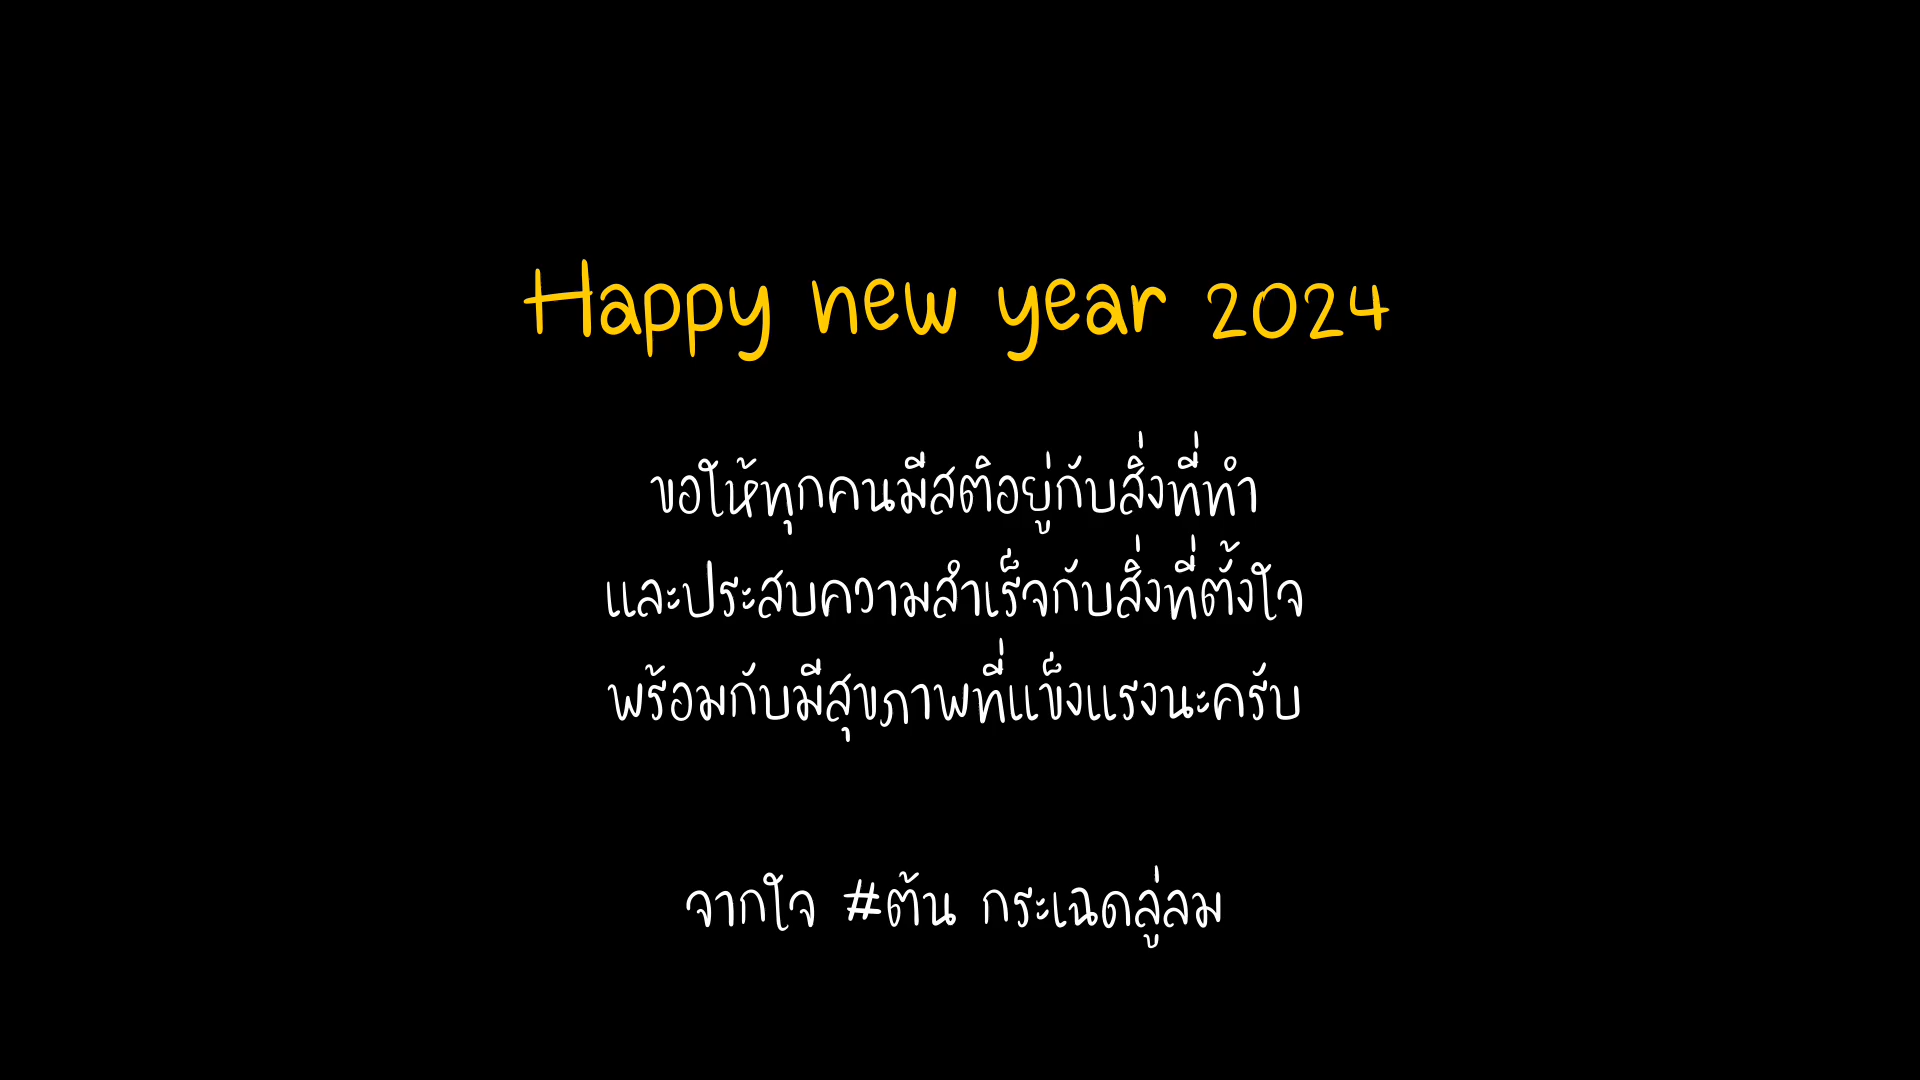 Happy new year 2024
ขอให้ทุกคนมีสติอยู่กับสิ่งที่ทำ
และประสบความสำเร็จกับสิ่งที่ตั้งใจ
พร้อมกับมีสุขภาพที่แข็งแรงนะครับ
จากใจ #ต้น กระเฉดลู่ลม